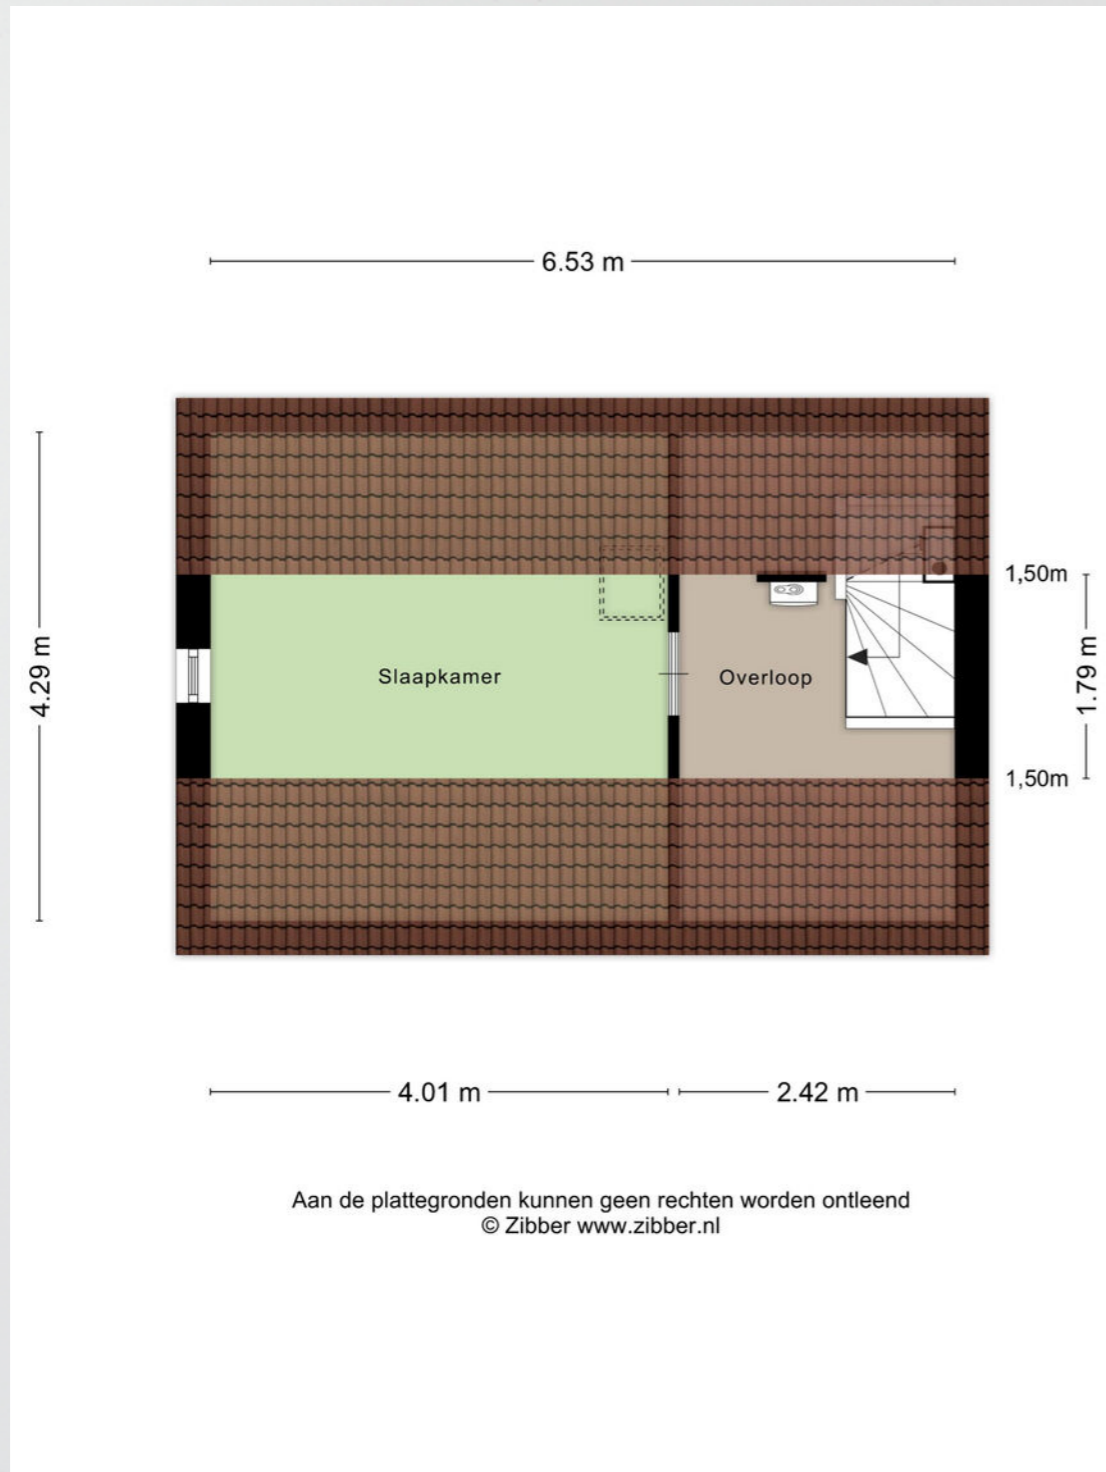 6.53 m
1,50m
4.29 m
Slaapkamer
Overloop
1.79 m
1,50m
4.01 m
2.42 m
Aan de plattegronden kunnen geen rechten worden ontleend
© Zibber www.zibber.nl